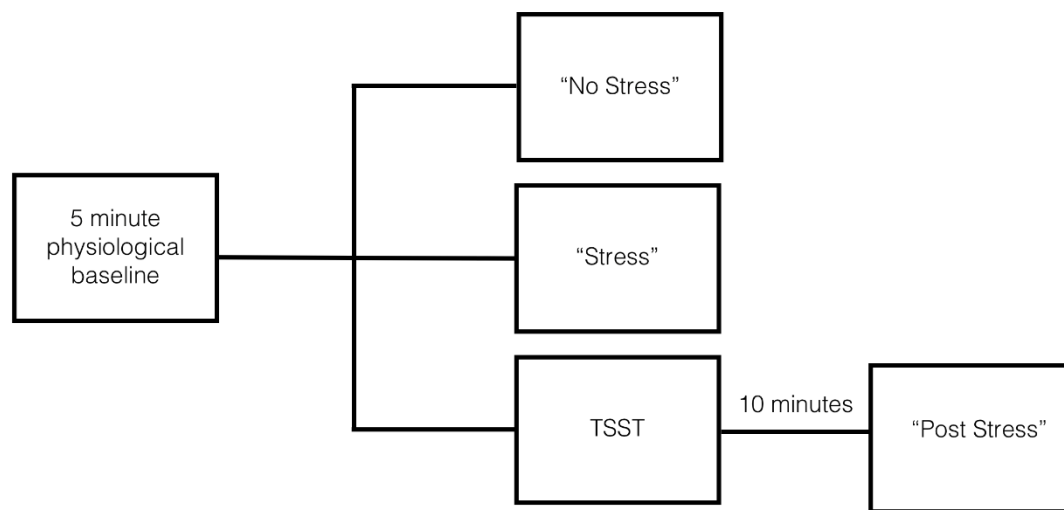 “No Stress”
5 minute
physiological
baseline
“Stress”
TSST
10 minutes
“Post Stress”